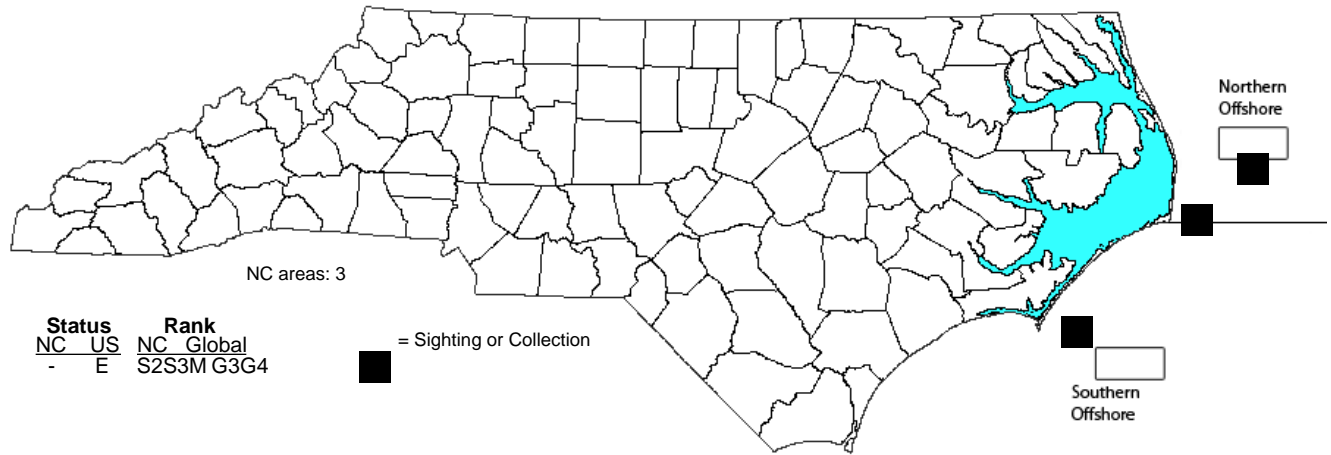 Northern
Offshore
NC areas: 3
Status Rank
NC US NC Global
- E S2S3M G3G4
= Sighting or Collection
Southern
Offshore